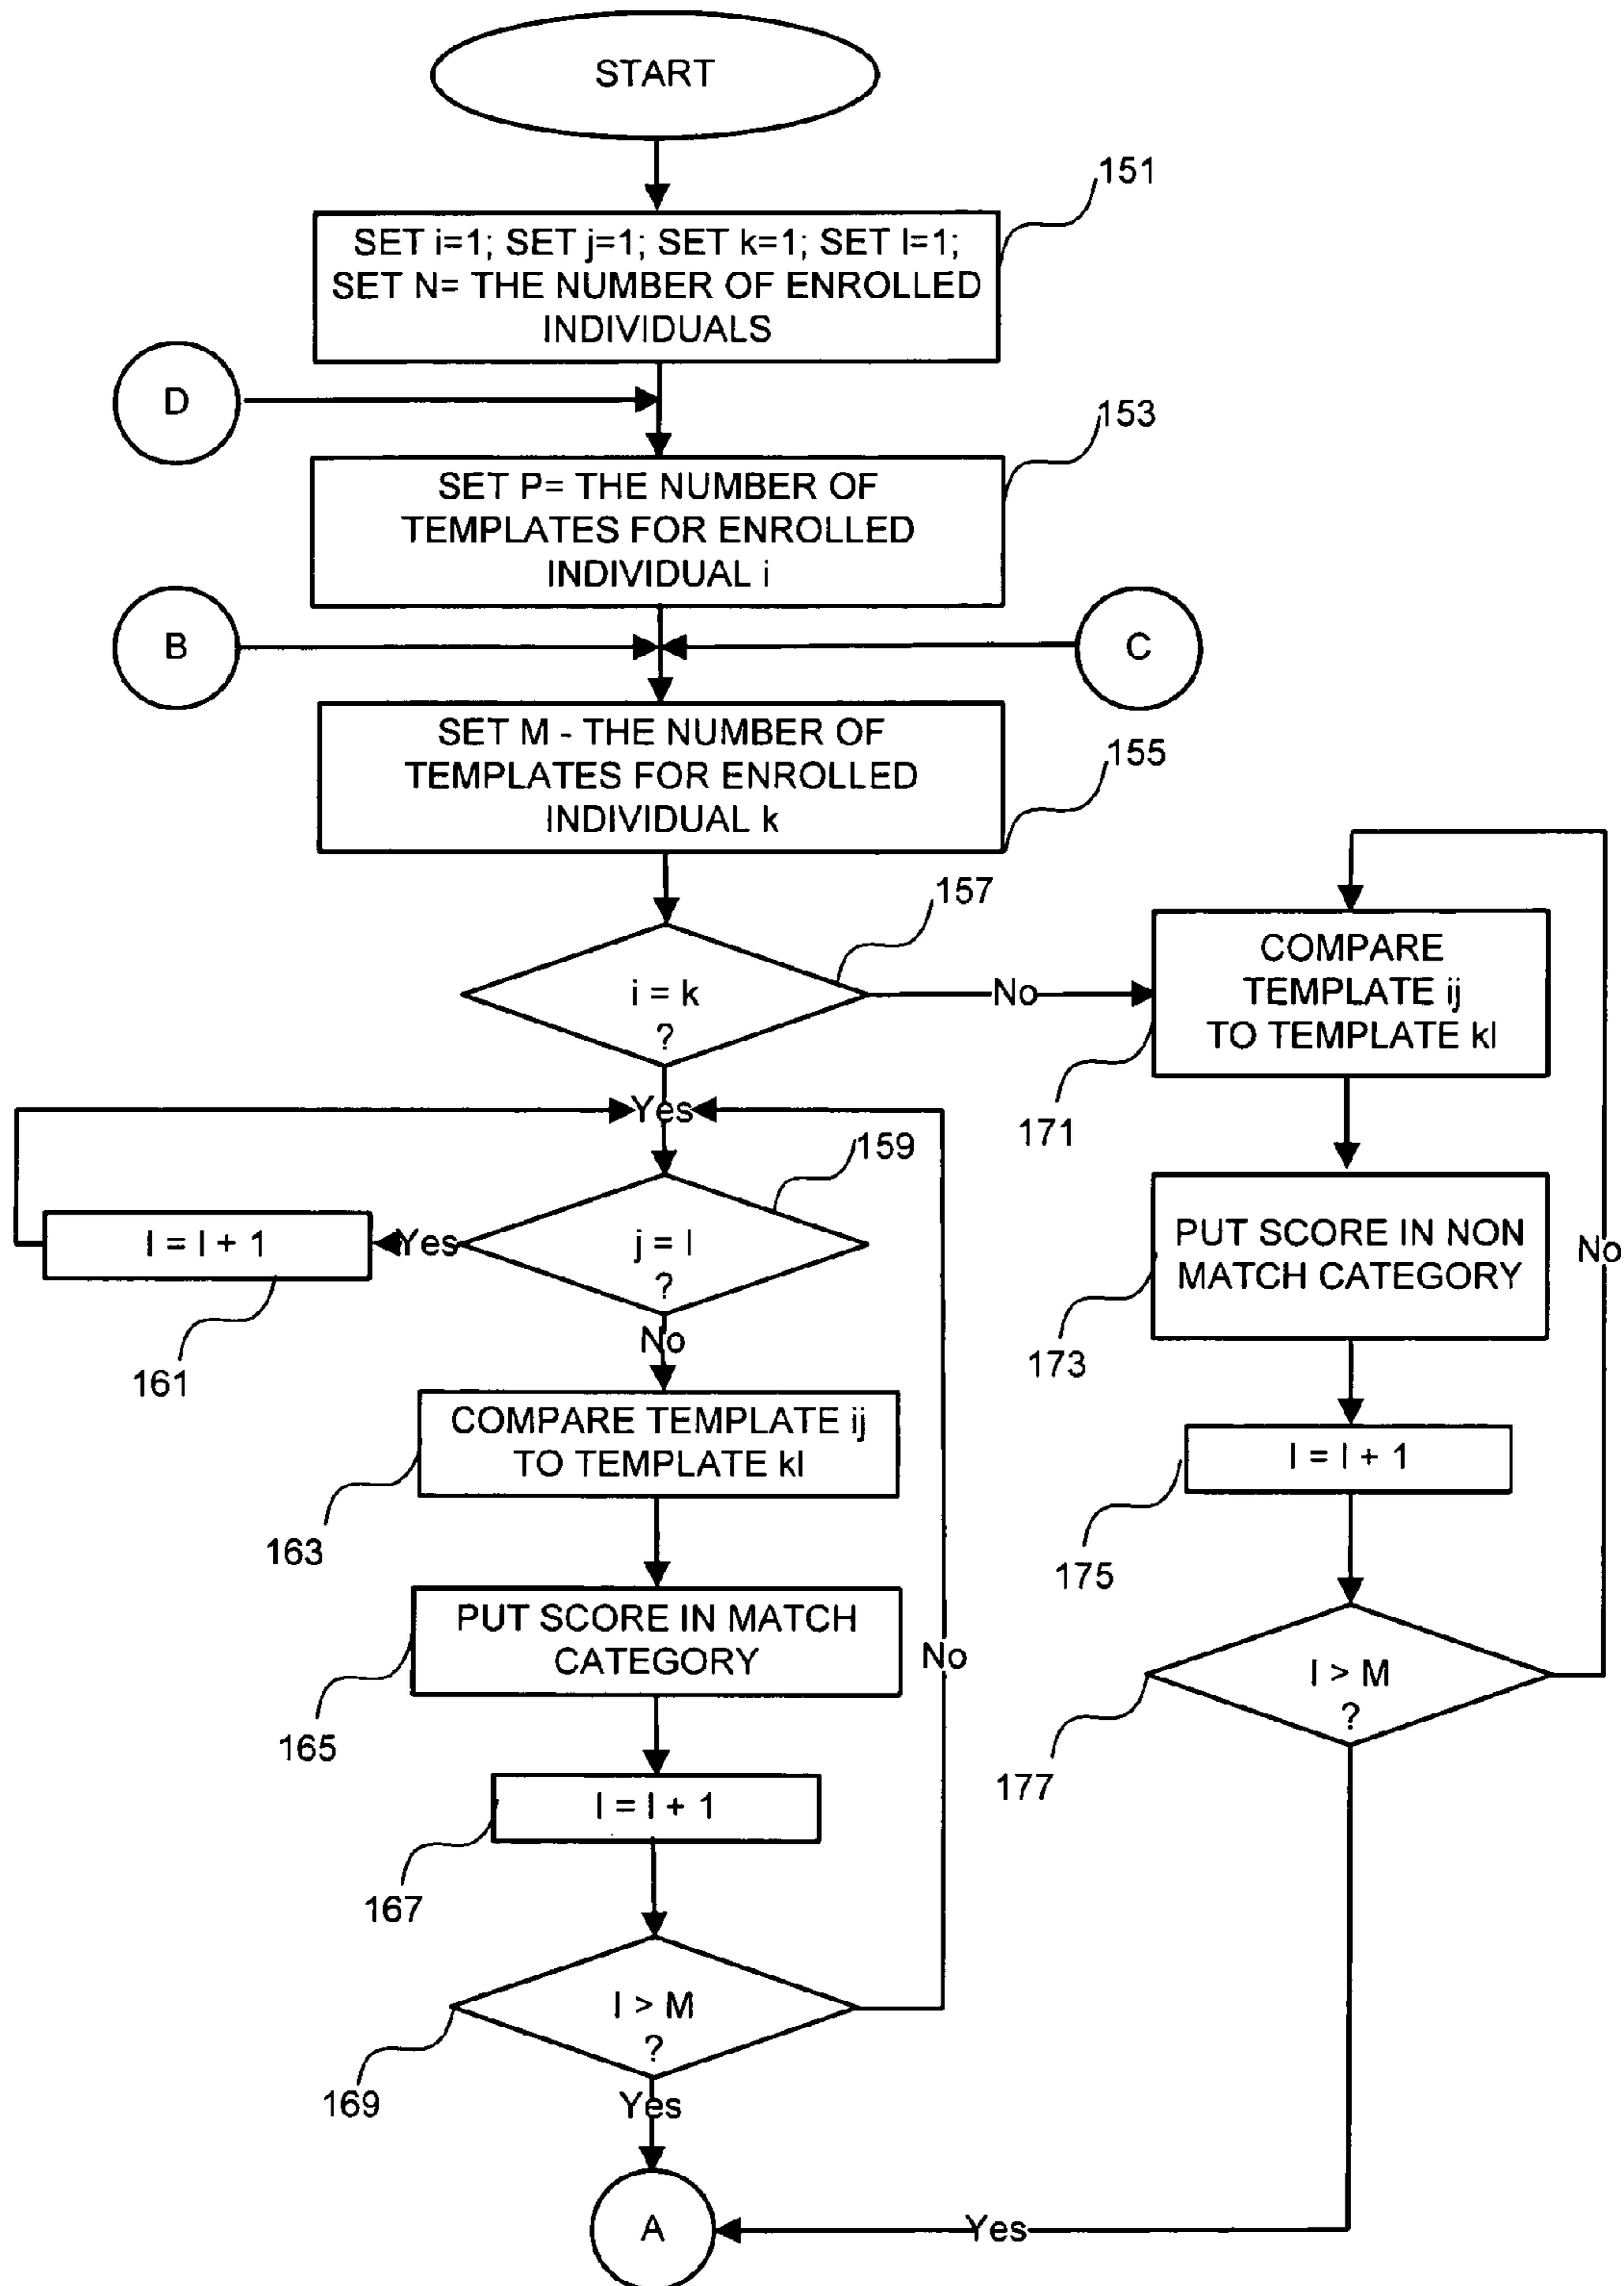 START
151
SET i=1; SET j=1; SET k=1; SET l=1;
SET N= THE NUMBER OF ENROLLED
INDIVIDUALS
D
153
SET P= THE NUMBER OF
TEMPLATES FOR ENROLLED
INDIVIDUAL i
B
C
SET M - THE NUMBER OF
TEMPLATES FOR ENROLLED
INDIVIDUAL k
155
157
i = k
?
No
COMPARE
TEMPLATE ij
TO TEMPLATE kl
171
Yes
159
j = l
?
Yes
l = l + 1
161
No
PUT SCORE IN NON
MATCH CATEGORY
173
No
COMPARE TEMPLATE ij
TO TEMPLATE kl
163
l = l + 1
175
PUT SCORE IN MATCH
CATEGORY
165
No
l > M
?
177
l = l + 1
167
l > M
?
169
Yes
A
Yes